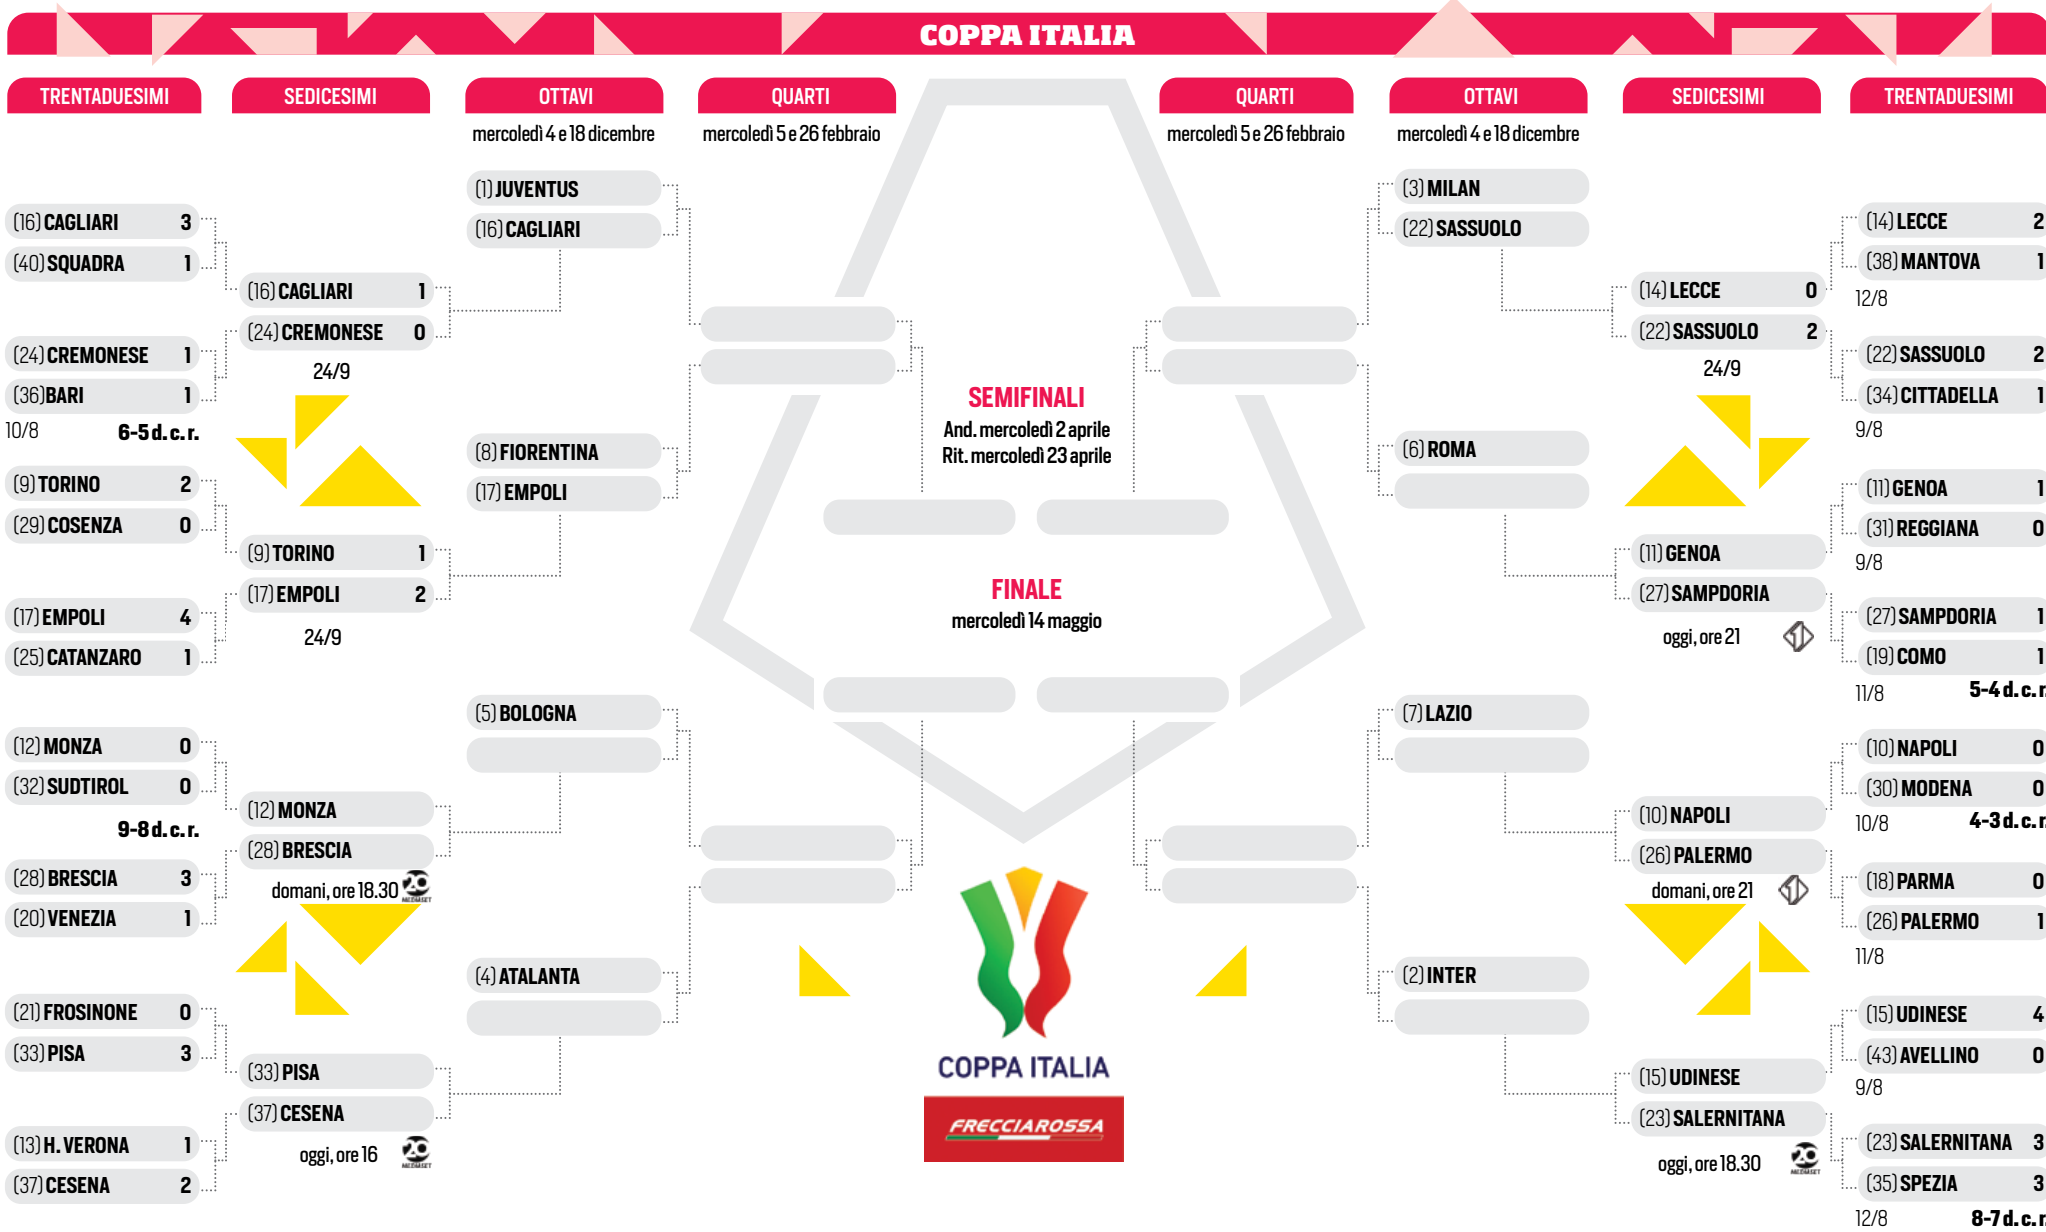 COPPA ITALIA
TRENTADUESIMI
SEDICESIMI
OTTAVI
QUARTI
QUARTI
OTTAVI
SEDICESIMI
TRENTADUESIMI
mercoledì 4 e 18 dicembre
mercoledì 5 e 26 febbraio
mercoledì 5 e 26 febbraio
mercoledì 4 e 18 dicembre
(16) CAGLIARI 3
(40) SQUADRA 1
(24) CREMONESE 1
(36) BARI 1
10/8 6-5 d.c.r.
(9) TORINO 2
(29) COSENZA 0
(17) EMPOLI 4
(25) CATANZARO 1
(12) MONZA 0
(32) SUDTIROL 0
9-8 d.c.r.
(28) BRESCIA 3
(20) VENEZIA 1
(21) FROSINONE 0
(33) PISA 3
(13) H. VERONA 1
(37) CESENA 2
(16) CAGLIARI 1
(24) CREMONESE 0
24/9
(9) TORINO 1
(17) EMPOLI 2
24/9
(12) MONZA
(28) BRESCIA
domani, ore 18.30 20 MEDIASET
(33) PISA
(37) CESENA
oggi, ore 16 20 MEDIASET
(1) JUVENTUS
(16) CAGLIARI
(8) FIORENTINA
(17) EMPOLI
(5) BOLOGNA
(4) ATALANTA
SEMIFINALI
And. mercoledì 2 aprile
Rit. mercoledì 23 aprile
FINALE
mercoledì 14 maggio
COPPA ITALIA
FRECCIAROSSA
(3) MILAN
(22) SASSUOLO
(6) ROMA
(7) LAZIO
(2) INTER
(14) LECCE 0
(22) SASSUOLO 2
24/9
(11) GENOA
(27) SAMPDORIA
oggi, ore 21 1
(10) NAPOLI
(26) PALERMO
domani, ore 21 1
(15) UDINESE
(23) SALERNITANA
oggi, ore 18.30 20 MEDIASET
(14) LECCE 2
(38) MANTOVA 1
12/8
(22) SASSUOLO 2
(34) CITTADELLA 1
9/8
(11) GENOA 1
(31) REGGIANA 0
9/8
(27) SAMPDORIA 1
(19) COMO 1
11/8 5-4 d.c.r.
(10) NAPOLI 0
(30) MODENA 0
10/8 4-3 d.c.r.
(18) PARMA 0
(26) PALERMO 1
11/8
(15) UDINESE 4
(43) AVELLINO 0
9/8
(23) SALERNITANA 3
(35) SPEZIA 3
12/8 8-7 d.c.r.